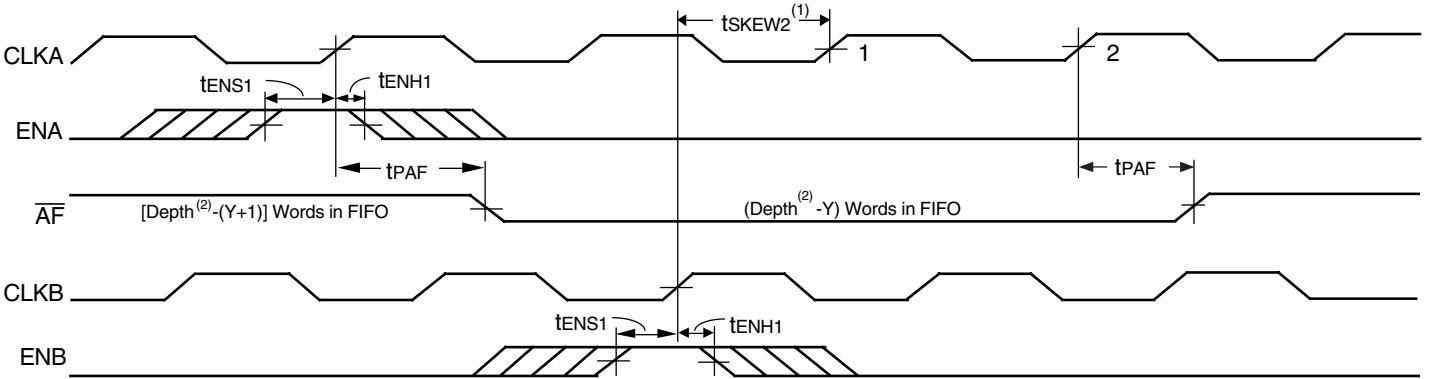 tSKEW2(1)
CLKA
1
2
tENS1
tENH1
ENA
tPAF
tPAF
AF
[Depth(2)-(Y+1)] Words in FIFO
(Depth(2) -Y) Words in FIFO
CLKB
tENS1
tENH1
ENB